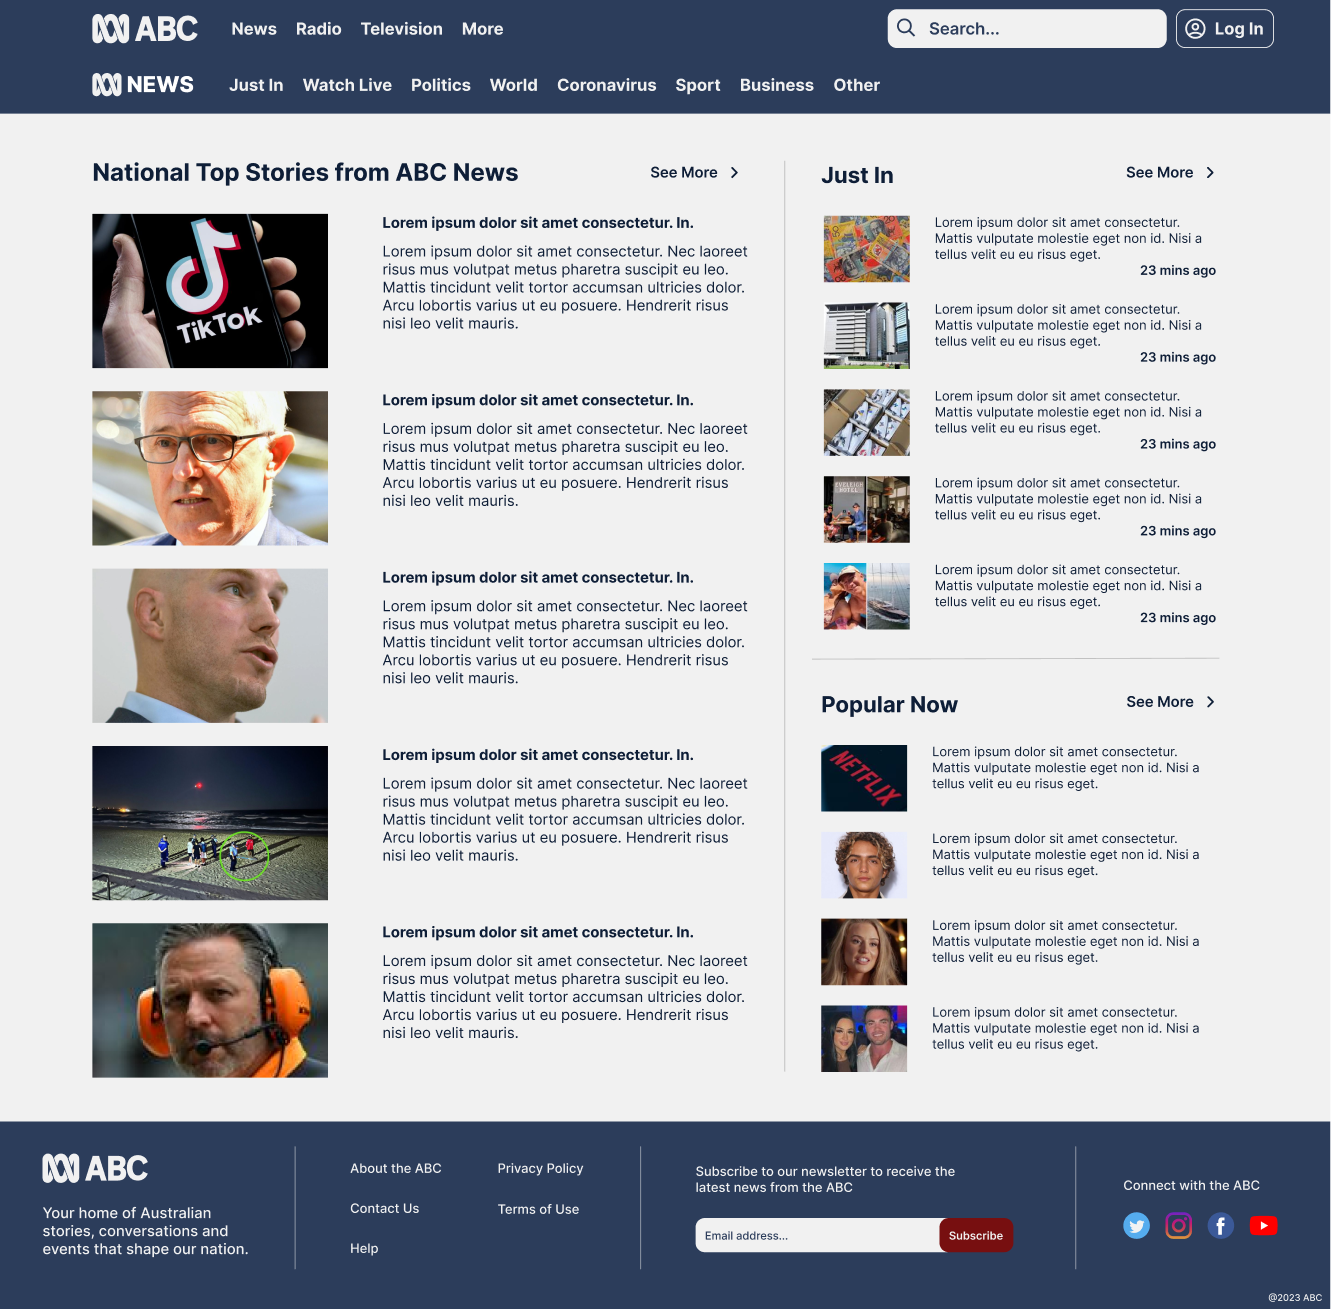 ABC
News
Radio
Television
More
Search...
Log In
NEWS
Just In
Watch Live
Politics
World
Coronavirus
Sport
Business
Other
National Top Stories from ABC News
See More
TikTok
Lorem ipsum dolor sit amet consectetur. In.
Lorem ipsum dolor sit amet consectetur. Nec laoreet
risus mus volutpat metus pharetra suscipit eu leo.
Mattis tincidunt velit tortor accumsan ultricies dolor.
Arcu lobortis varius ut eu posuere. Hendrerit risus
nisi leo velit mauris.
Lorem ipsum dolor sit amet consectetur. In.
Lorem ipsum dolor sit amet consectetur. Nec laoreet
risus mus volutpat metus pharetra suscipit eu leo.
Mattis tincidunt velit tortor accumsan ultricies dolor.
Arcu lobortis varius ut eu posuere. Hendrerit risus
nisi leo velit mauris.
Lorem ipsum dolor sit amet consectetur. In.
Lorem ipsum dolor sit amet consectetur. Nec laoreet
risus mus volutpat metus pharetra suscipit eu leo.
Mattis tincidunt velit tortor accumsan ultricies dolor.
Arcu lobortis varius ut eu posuere. Hendrerit risus
nisi leo velit mauris.
Lorem ipsum dolor sit amet consectetur. In.
Lorem ipsum dolor sit amet consectetur. Nec laoreet
risus mus volutpat metus pharetra suscipit eu leo.
Mattis tincidunt velit tortor accumsan ultricies dolor.
Arcu lobortis varius ut eu posuere. Hendrerit risus
nisi leo velit mauris.
Lorem ipsum dolor sit amet consectetur. In.
Lorem ipsum dolor sit amet consectetur. Nec laoreet
risus mus volutpat metus pharetra suscipit eu leo.
Mattis tincidunt velit tortor accumsan ultricies dolor.
Arcu lobortis varius ut eu posuere. Hendrerit risus
nisi leo velit mauris.
Just In
See More
Lorem ipsum dolor sit amet consectetur.
Mattis vulputate molestie eget non id. Nisi a
tellus velit eu eu risus eget.
23 mins ago
Lorem ipsum dolor sit amet consectetur.
Mattis vulputate molestie eget non id. Nisi a
tellus velit eu eu risus eget.
23 mins ago
Lorem ipsum dolor sit amet consectetur.
Mattis vulputate molestie eget non id. Nisi a
tellus velit eu eu risus eget.
23 mins ago
Lorem ipsum dolor sit amet consectetur.
Mattis vulputate molestie eget non id. Nisi a
tellus velit eu eu risus eget.
23 mins ago
Lorem ipsum dolor sit amet consectetur.
Mattis vulputate molestie eget non id. Nisi a
tellus velit eu eu risus eget.
23 mins ago
Popular Now
See More
NETFLIX
Lorem ipsum dolor sit amet consectetur.
Mattis vulputate molestie eget non id. Nisi a
tellus velit eu eu risus eget.
Lorem ipsum dolor sit amet consectetur.
Mattis vulputate molestie eget non id. Nisi a
tellus velit eu eu risus eget.
Lorem ipsum dolor sit amet consectetur.
Mattis vulputate molestie eget non id. Nisi a
tellus velit eu eu risus eget.
Lorem ipsum dolor sit amet consectetur.
Mattis vulputate molestie eget non id. Nisi a
tellus velit eu eu risus eget.
ABC
Your home of Australian
stories, conversations and
events that shape our nation.
About the ABC
Privacy Policy
Contact Us
Terms of Use
Help
Subscribe to our newsletter to receive the
latest news from the ABC
Email address...
Subscribe
Connect with the ABC
@2023 ABC